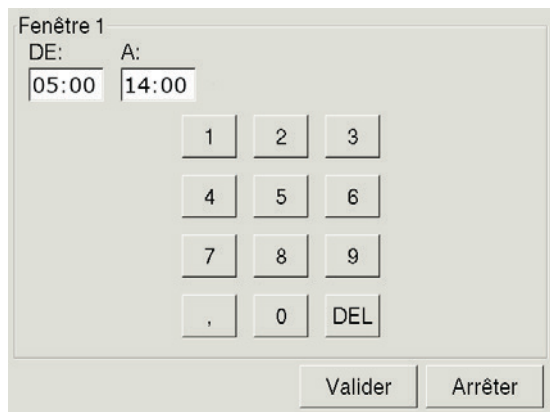 Fenêtre 1
DE: A:
05:00 14:00
1 2 3
4 5 6
7 8 9
, 0 DEL
Valider Arrêter